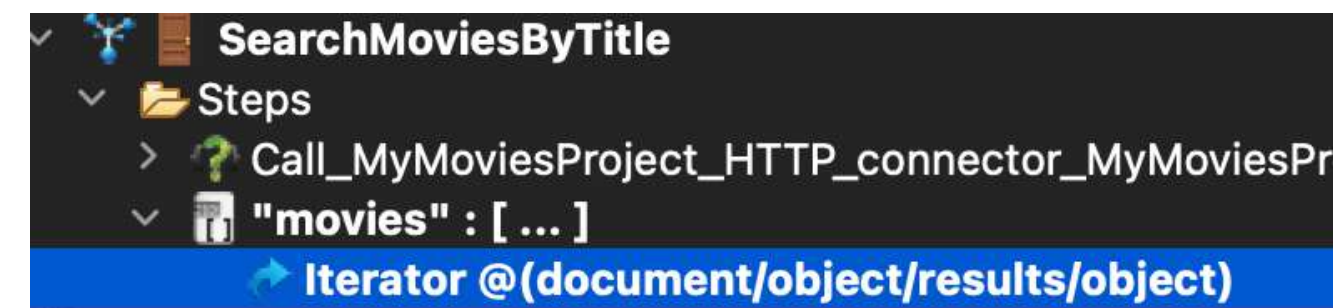 SearchMoviesByTitle
Steps
Call_MyMoviesProject_HTTP_connector_MyMoviesPr
"movies" : [ ... ]
Iterator @(document/object/results/object)